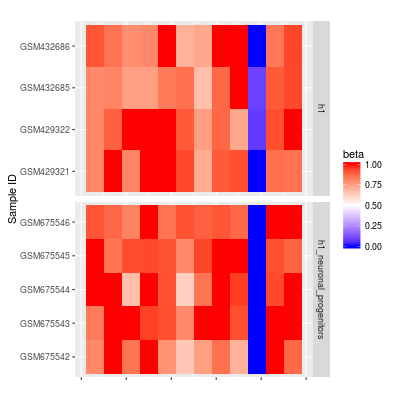 Sample ID
GSM432686
GSM432685
GSM429322
GSM429321
h1
GSM675546
GSM675545
GSM675544
GSM675543
GSM675542
h1_neuronal_progenitors
beta
1.00
0.75
0.50
0.25
0.00